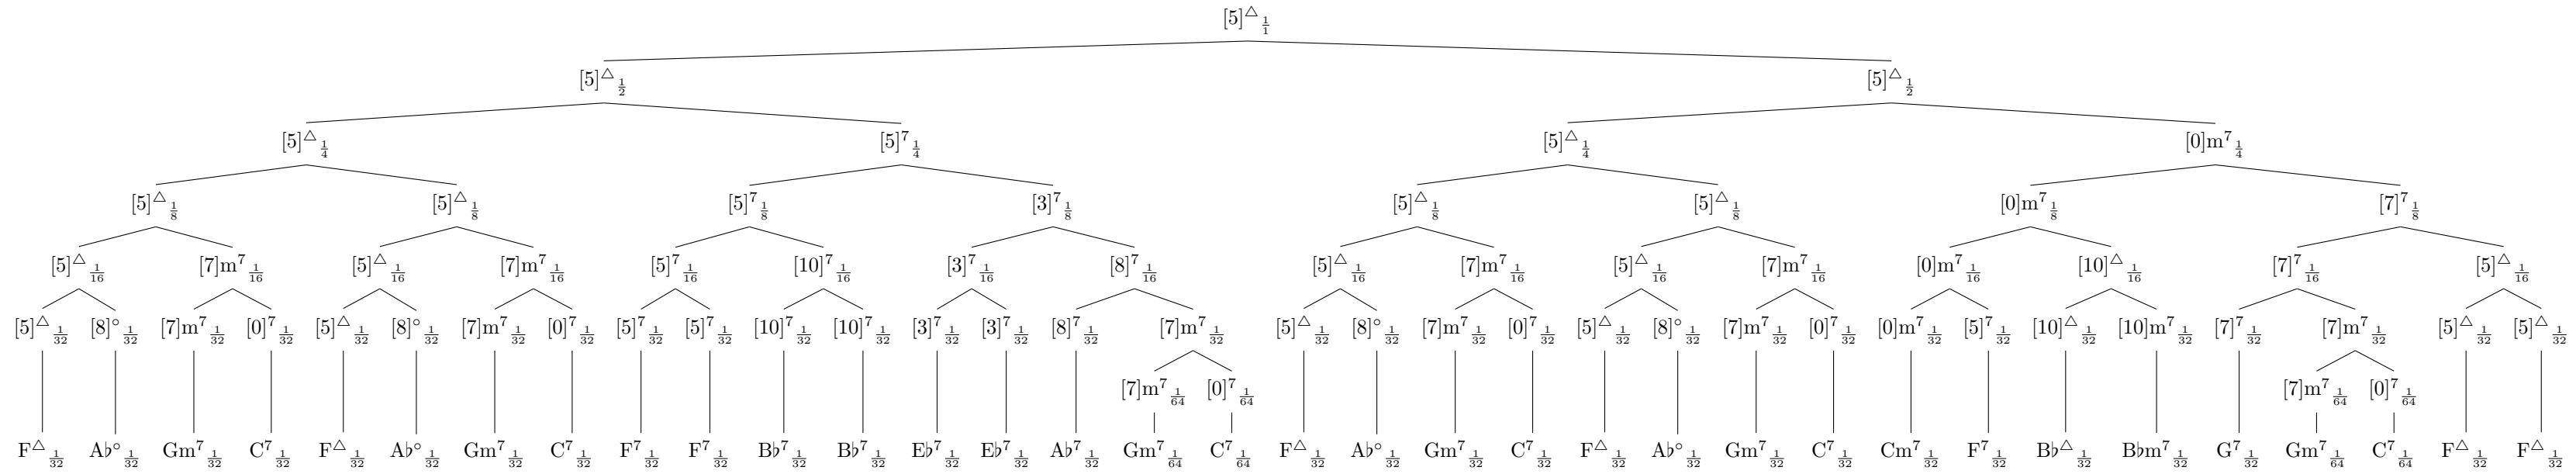 [5]△ 1/1
[5]△ 1/2 [5]△ 1/2
[5]△ 1/4 [5]7 1/4 [5]△ 1/4 [0]m7 1/4
[5]△ 1/8 [5]△ 1/8 [5]7 1/8 [3]7 1/8 [5]△ 1/8 [5]△ 1/8 [0]m7 1/8 [7]7 1/8
[5]△ 1/16 [7]m7 1/16 [5]△ 1/16 [7]m7 1/16 [5]7 1/16 [10]7 1/16 [3]7 1/16 [8]7 1/16 [5]△ 1/16 [7]m7 1/16 [5]△ 1/16 [7]m7 1/16 [0]m7 1/16 [10]△ 1/16 [7]7 1/16 [5]△ 1/16
[5]△ 1/32 [8]° 1/32 [7]m7 1/32 [0]7 1/32 [5]△ 1/32 [8]° 1/32 [7]m7 1/32 [0]7 1/32 [5]7 1/32 [5]7 1/32 [10]7 1/32 [10]7 1/32 [3]7 1/32 [3]7 1/32 [8]7 1/32 [7]m7 1/32 [5]△ 1/32 [8]° 1/32 [7]m7 1/32 [0]7 1/32 [5]△ 1/32 [8]° 1/32 [7]m7 1/32 [0]7 1/32 [0]m7 1/32 [5]7 1/32 [10]△ 1/32 [10]m7 1/32 [7]7 1/32 [7]m7 1/32 [5]△ 1/32 [5]△ 1/32
[7]m7 1/64 [0]7 1/64 [7]m7 1/64 [0]7 1/64
F△ 1/32 A♭° 1/32 Gm7 1/32 C7 1/32 F△ 1/32 A♭° 1/32 Gm7 1/32 C7 1/32 F7 1/32 F7 1/32 B♭7 1/32 B♭7 1/32 E♭7 1/32 E♭7 1/32 A♭7 1/32 Gm7 1/64 C7 1/64 F△ 1/32 A♭° 1/32 Gm7 1/32 C7 1/32 F△ 1/32 A♭° 1/32 Gm7 1/32 C7 1/32 Cm7 1/32 F7 1/32 B♭△ 1/32 B♭m7 1/32 G7 1/32 Gm7 1/64 C7 1/64 F△ 1/32 F△ 1/32